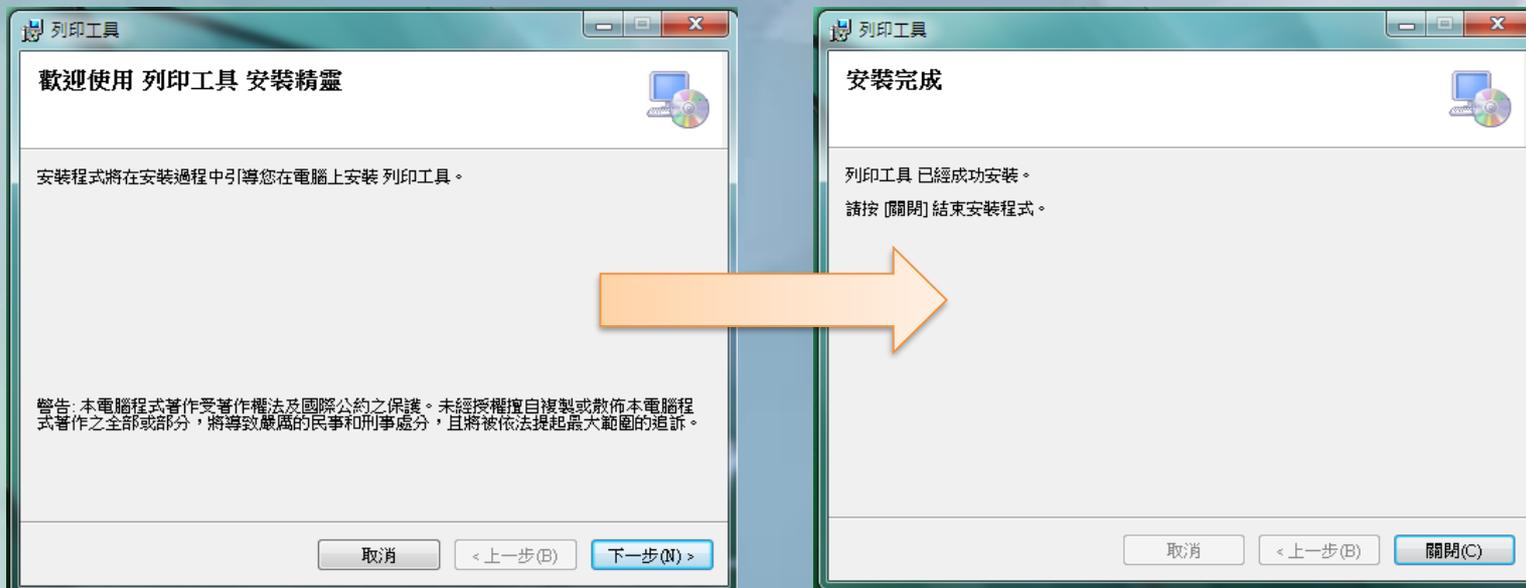 列印工具
歡迎使用 列印工具 安裝精靈
安裝程式將在安裝過程中引導您在電腦上安裝 列印工具。
警告: 本電腦程式著作受著作權法及國際公約之保護。未經授權擅自複製或散佈本電腦程
式著作之全部或部分，將導致嚴厲的民事和刑事處分，且將被依法提起最大範圍的追訴。
取消
<上一步(B)
下一步(N) >
列印工具
安裝完成
列印工具 已經成功安裝。
請按 [關閉] 結束安裝程式。
取消
<上一步(B)
關閉(C)